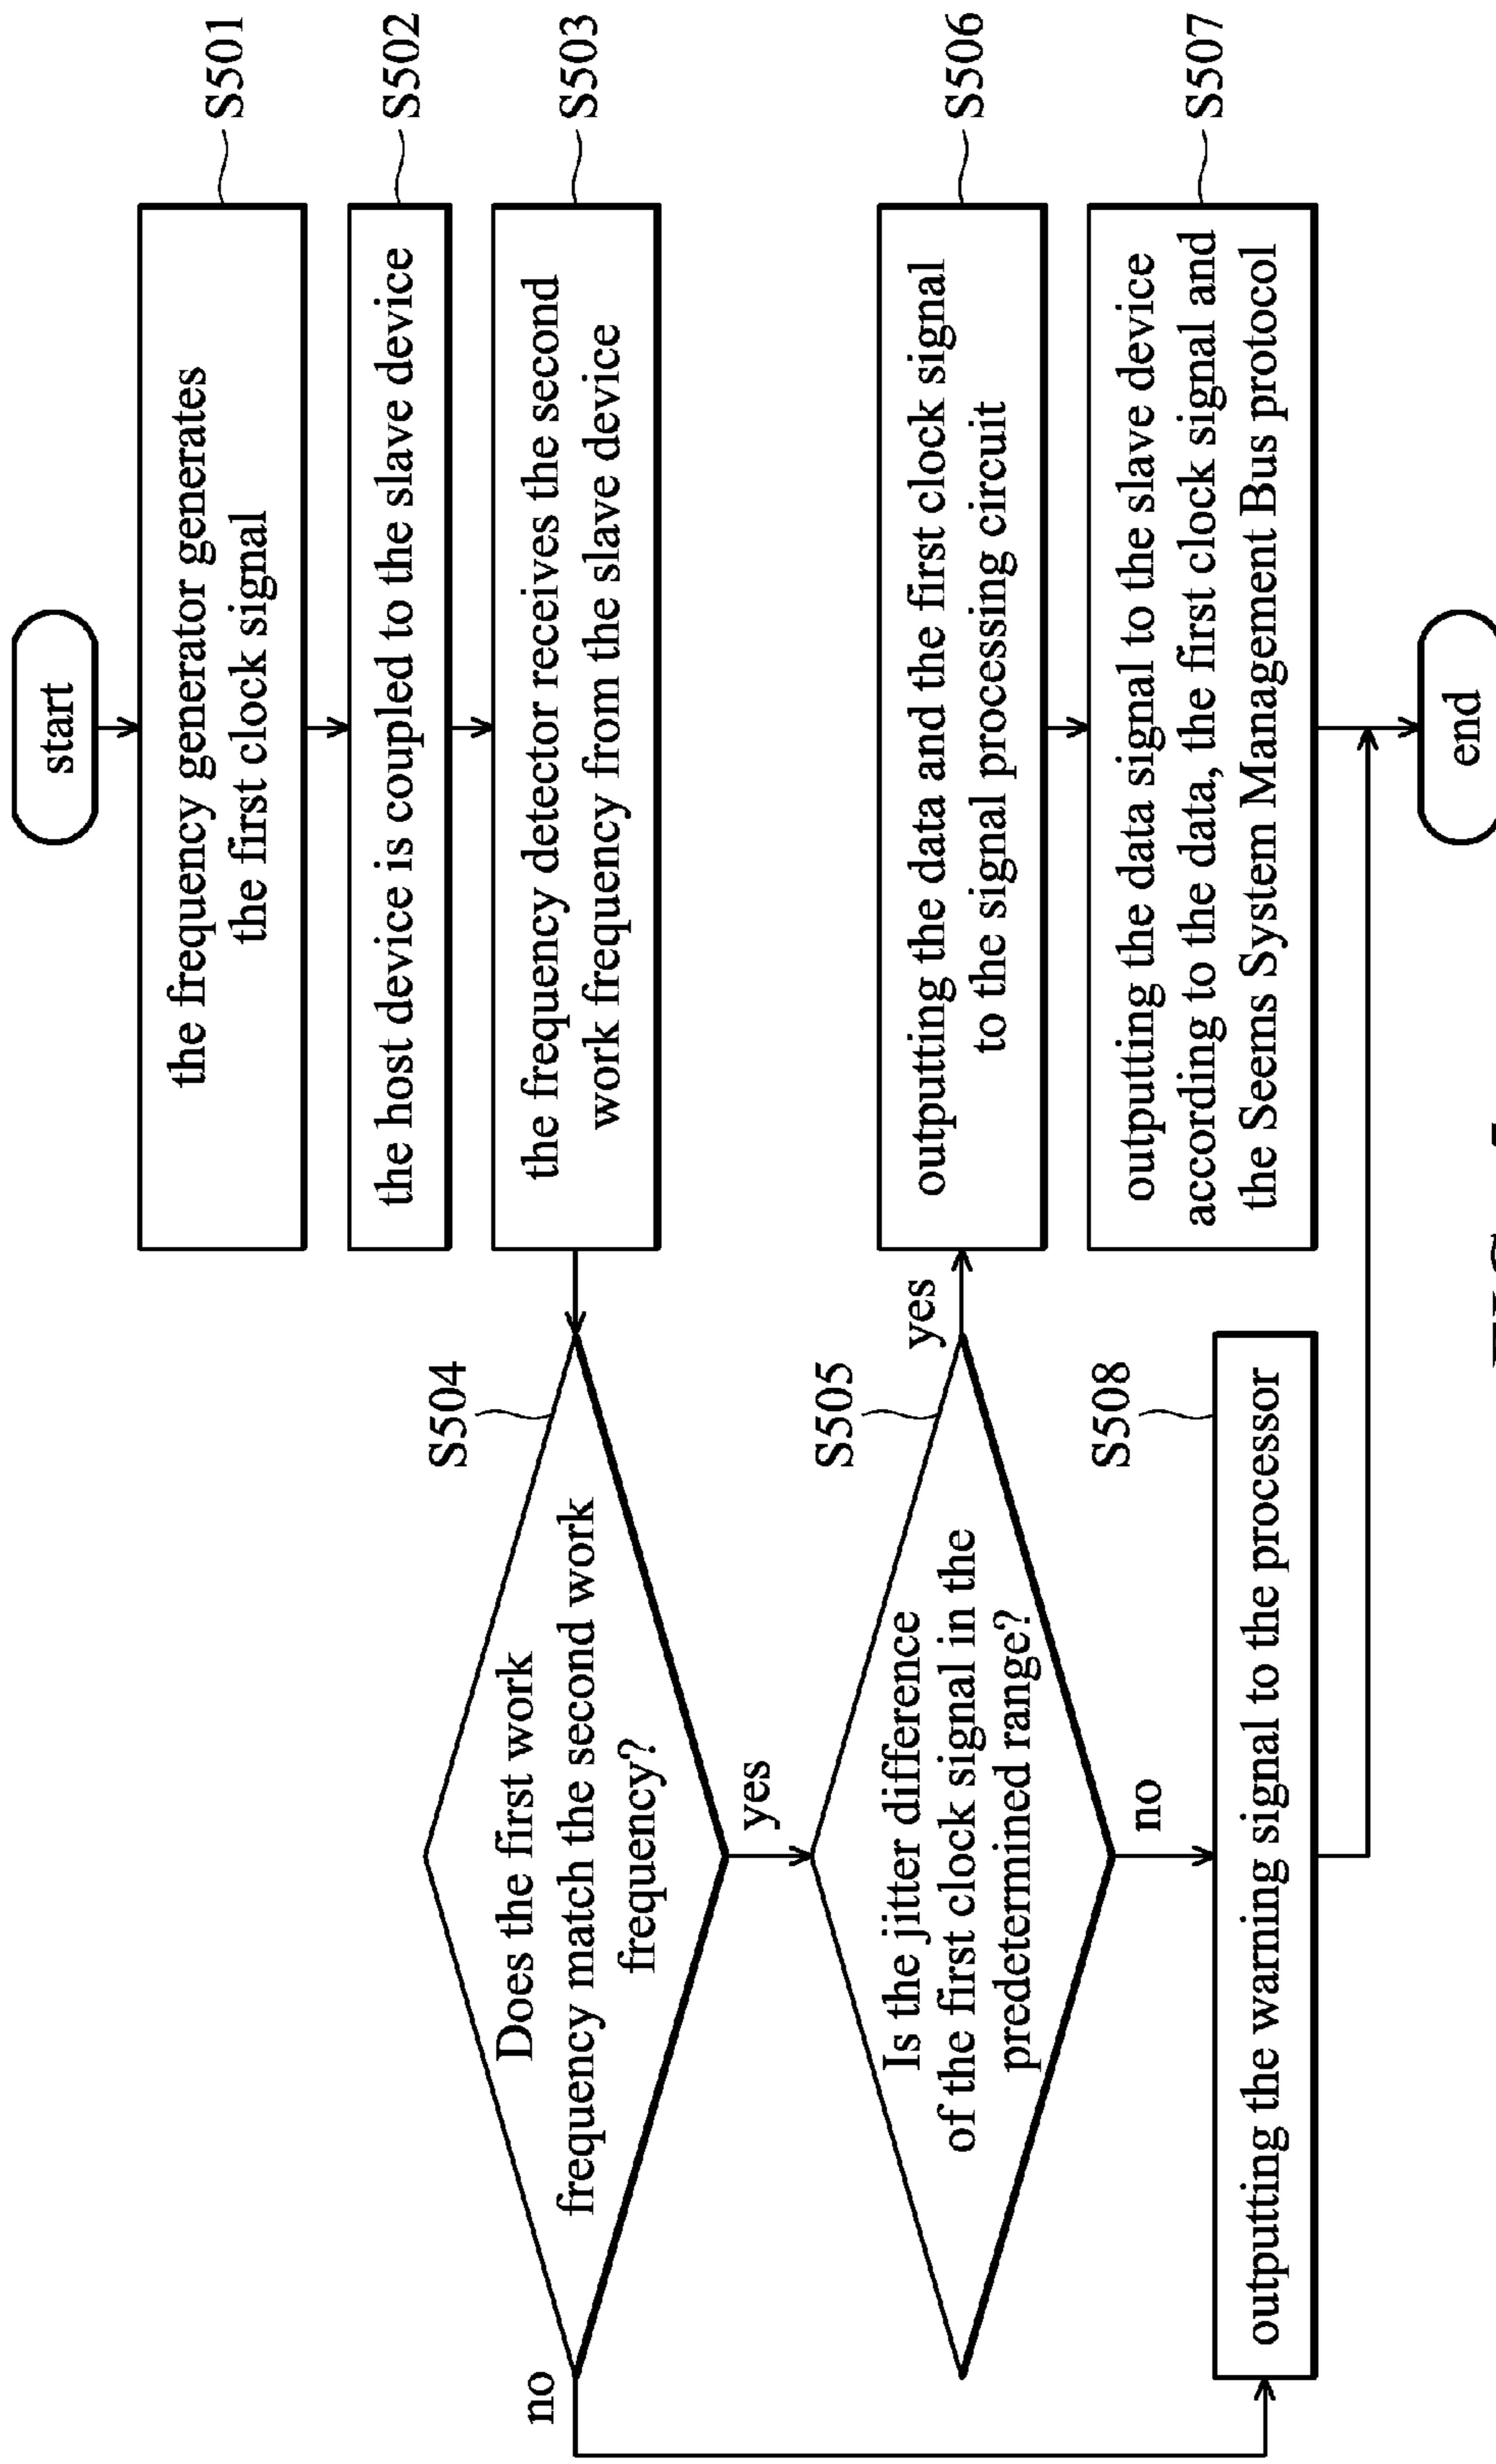 start
the frequency generator generates
the first clock signal
S501
the host device is coupled to the slave device
S502
the frequency detector receives the second
work frequency from the slave device
S503
S504
Does the first work
frequency match the second work
frequency?
no
yes
S505
Is the jitter difference
of the first clock signal in the
predetermined range?
yes
no
outputting the data and the first clock signal
to the signal processing circuit
S506
outputting the data signal to the slave device
according to the data, the first clock signal and
the Seems System Management Bus protocol
S507
S508
outputting the warning signal to the processor
end